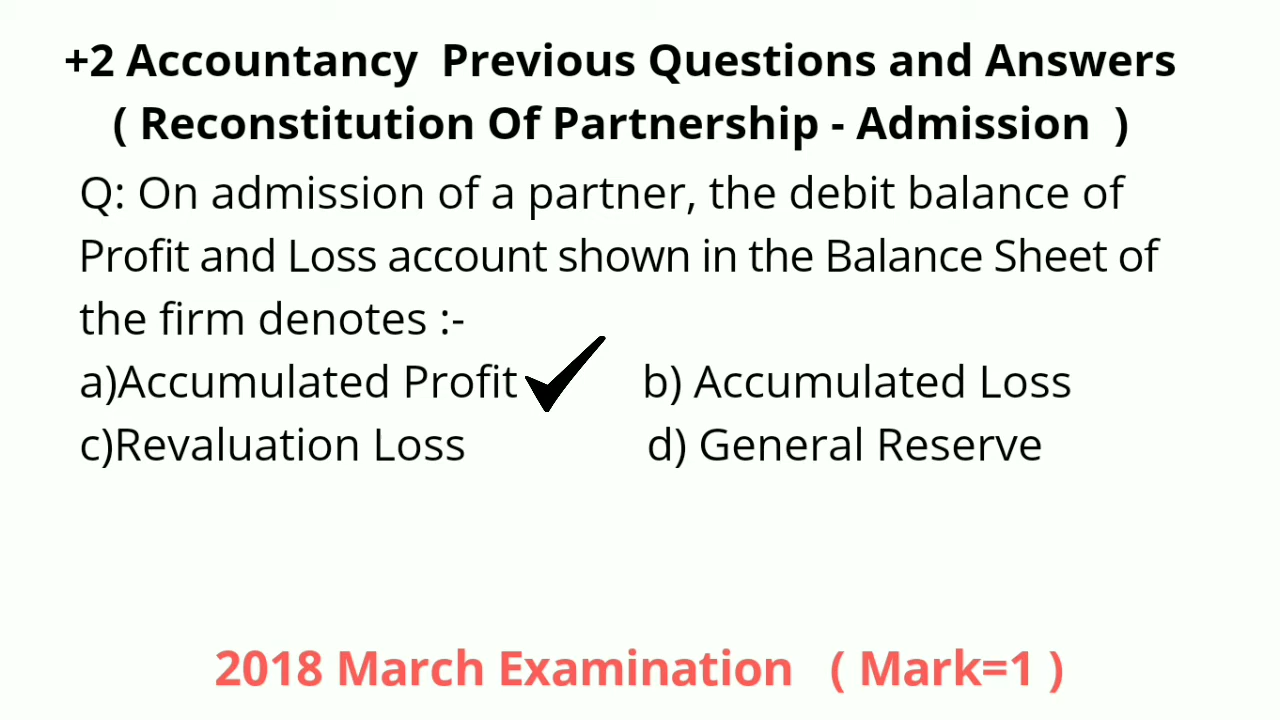 +2 Accountancy  Previous Questions and Answers
( Reconstitution Of Partnership - Admission  )
Q: On admission of a partner, the debit balance of
Profit and Loss account shown in the Balance Sheet of
the firm denotes :-
a)Accumulated Profit b) Accumulated Loss
c)Revaluation Loss d) General Reserve
2018 March Examination  ( Mark=1 )